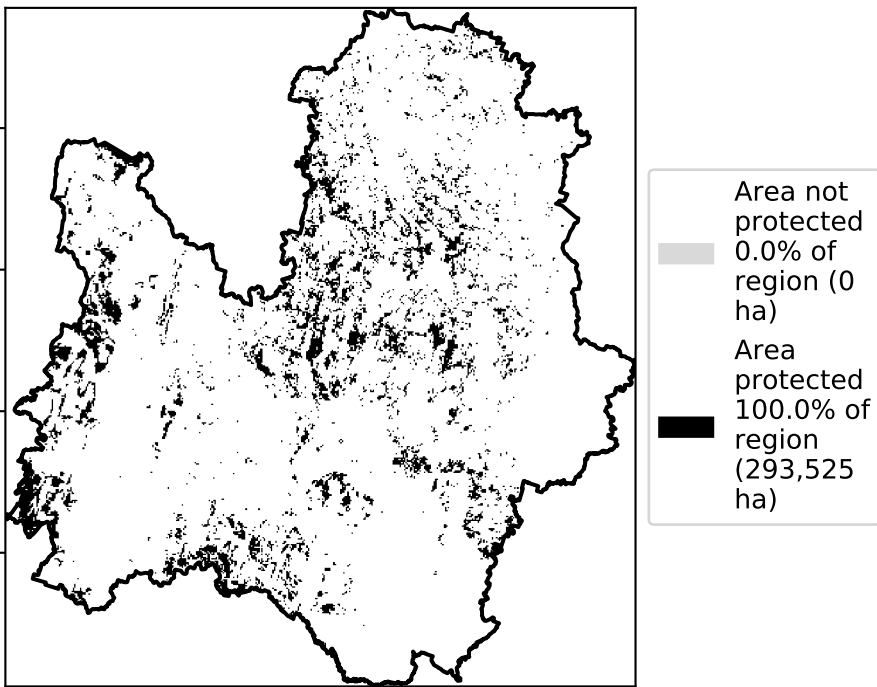 Area not
protected
0.0% of
region (0
ha)
Area
protected
100.0% of
region
(293,525
ha)